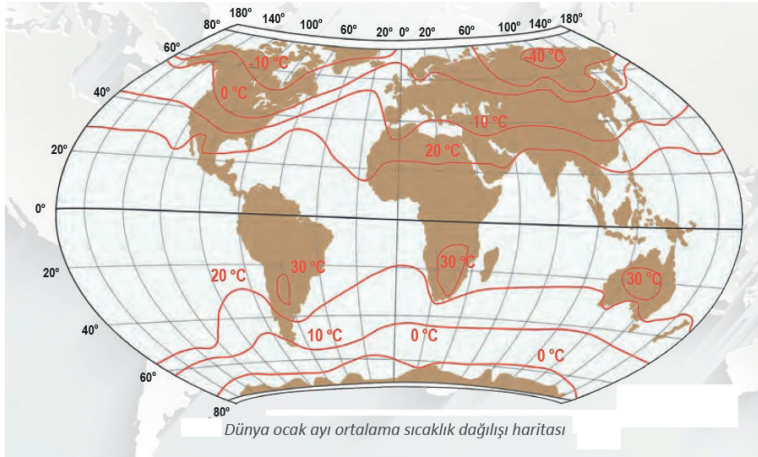 80° 180° 140° 100° 60° 20° 0° 20° 60° 100° 140° 180°
60°
-10 °C
-40 °C
0 °C
40°
10 °C
20 °C
20°
0°
20° 20 °C 30 °C 30 °C 30 °C
40° 10 °C 0 °C
0 °C
60°
80°
Dünya ocak ayı ortalama sıcaklık dağılışı haritası